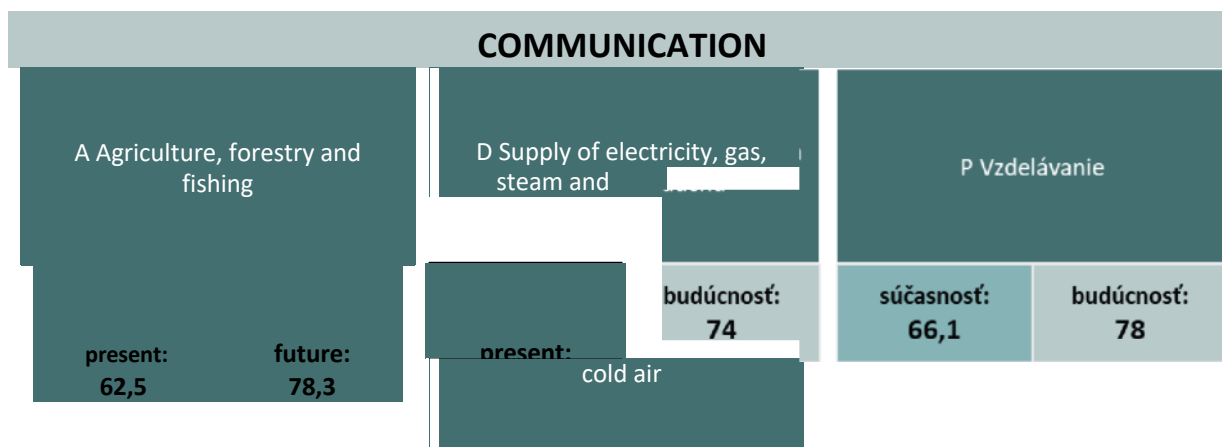 COMMUNICATION
A Agriculture, forestry and
fishing
D Supply of electricity, gas,
steam and
P Vzdelávanie
present:
62,5
future:
78,3
present:
budúcnosť:
74
súčasnosť:
66,1
budúcnosť:
78
cold air